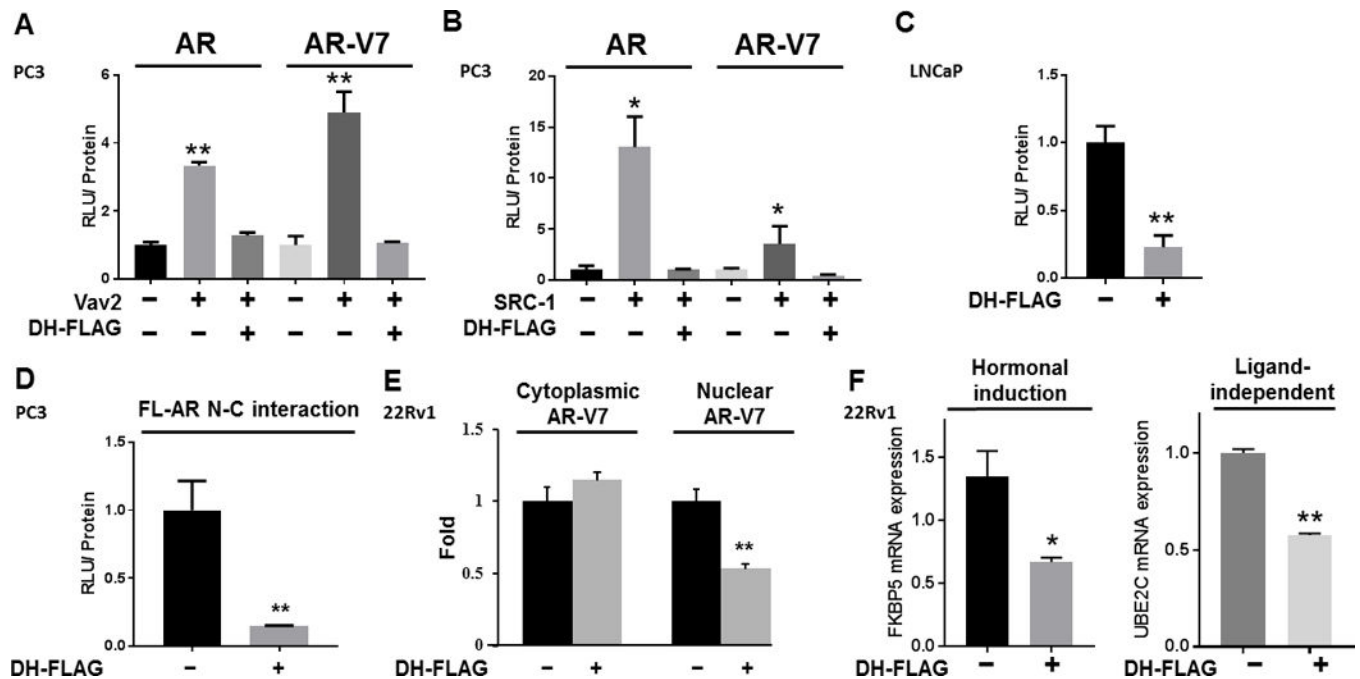 A
AR
AR-V7
PC3
RLU/ Protein
6
4
2
0
**
**
Vav2
− + + − + +
DH-FLAG
− − + − − +
B
AR
AR-V7
PC3
RLU/ Protein
20
15
10
5
0
*
*
SRC-1
− + + − + +
DH-FLAG
− − + − − +
C
LNCaP
RLU/ Protein
1.5
1.0
0.5
0.0
**
DH-FLAG
− +
D
PC3
FL-AR N-C interaction
RLU/ Protein
1.5
1.0
0.5
0.0
**
DH-FLAG
− +
E
22Rv1
Cytoplasmic
AR-V7
Nuclear
AR-V7
Fold
1.5
1
0.5
0
**
DH-FLAG
− + − +
F
22Rv1
Hormonal
induction
FKBP5 mRNA expression
1.5
1.0
0.5
0.0
*
DH-FLAG
− +
Ligand-
independent
UBE2C mRNA expression
1.0
0.5
0.0
**
DH-FLAG
− +